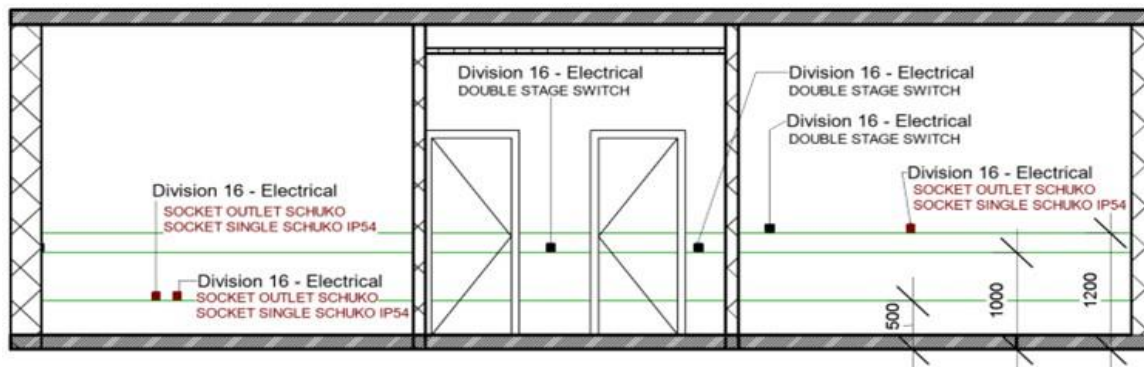 Division 16 - Electrical
DOUBLE STAGE SWITCH
Division 16 - Electrical
DOUBLE STAGE SWITCH
Division 16 - Electrical
DOUBLE STAGE SWITCH
Division 16 - Electrical
SOCKET OUTLET SCHUKO
SOCKET SINGLE SCHUKO IP54
Division 16 - Electrical
SOCKET OUTLET SCHUKO
SOCKET SINGLE SCHUKO IP54
Division 16 - Electrical
SOCKET OUTLET SCHUKO
SOCKET SINGLE SCHUKO IP54
500
1000
1200